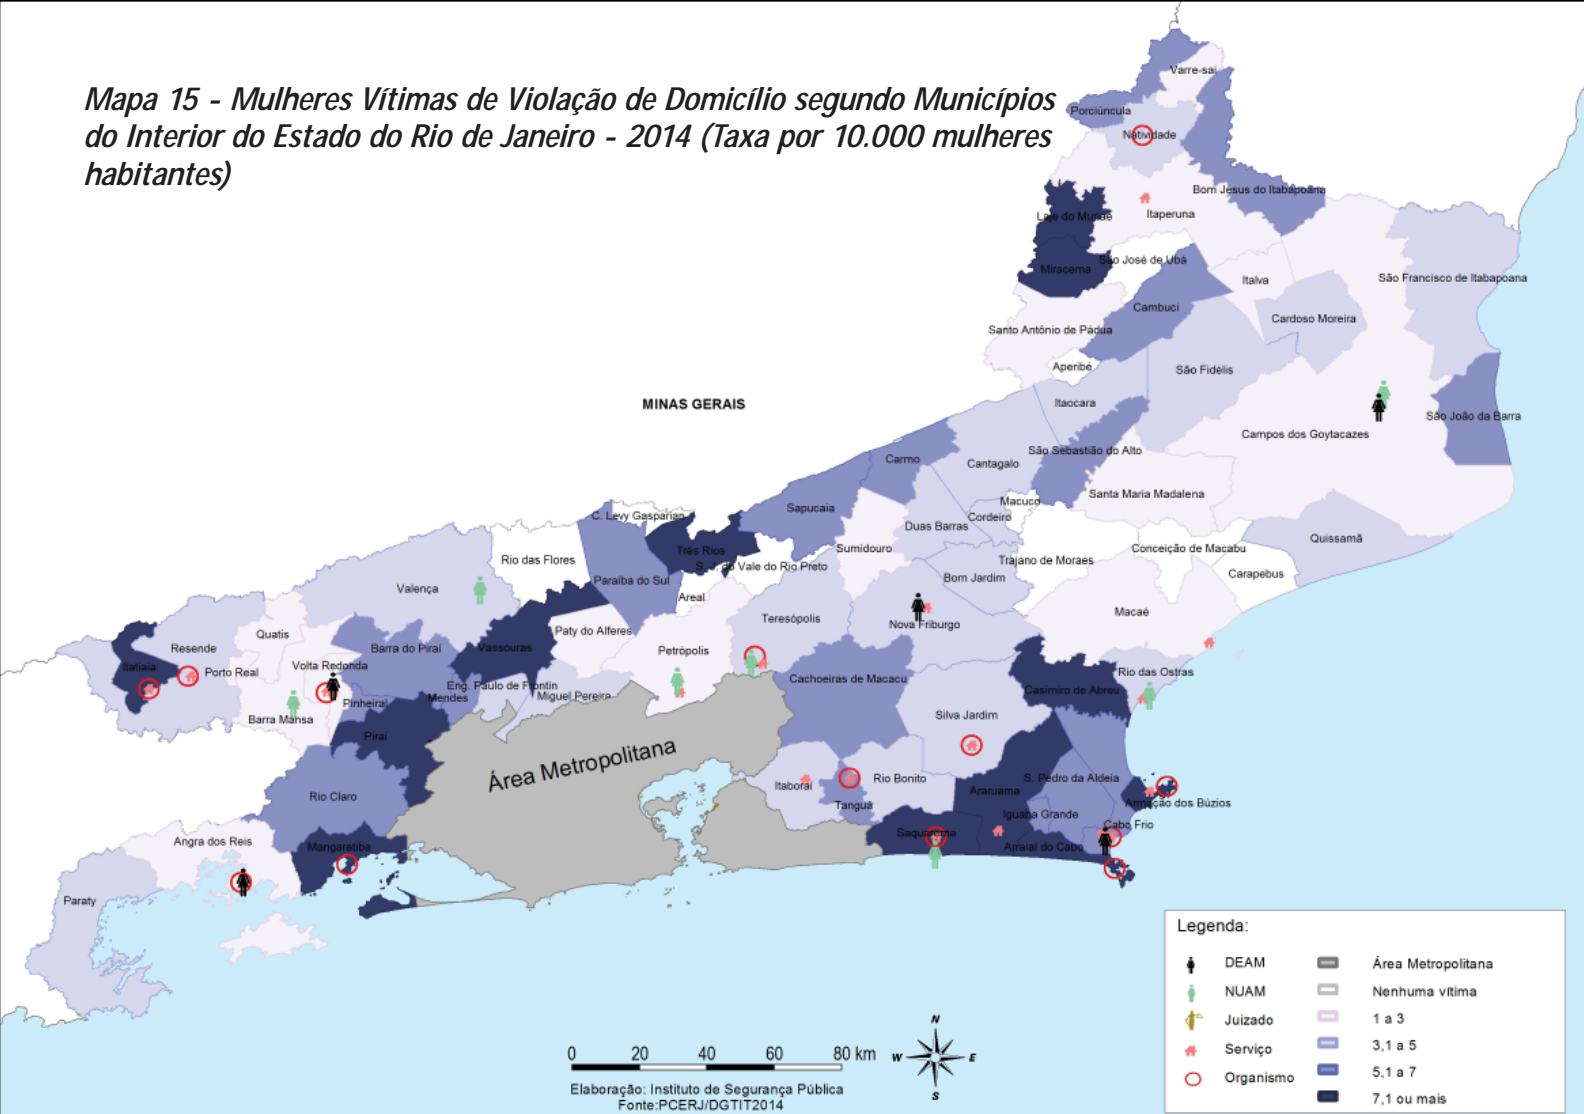 Mapa 15 - Mulheres Vítimas de Violação de Domicílio segundo Municípios
do Interior do Estado do Rio de Janeiro - 2014 (Taxa por 10.000 mulheres
habitantes)
Varre-sai
Porciúncula
Natividade
Bom Jesus do Itabapoana
Laje do Muriaé
Itaperuna
São José de Ubá
Miracema
Italva
São Francisco de Itabapoana
Cambuci
Cardoso Moreira
Santo Antônio de Pádua
Aperibé
São Fidélis
MINAS GERAIS
Itaocara
São João da Barra
Campos dos Goytacazes
São Sebastião do Alto
Carmo
Cantagalo
Santa Maria Madalena
Macuco
Sapucaia
C. Levy Gasparian
Cordeiro
Duas Barras
Quissamã
Três Rios
Sumidouro
Conceição de Macabu
Rio das Flores
Trajano de Moraes
S. J. do Vale do Rio Preto
Carapebus
Paraíba do Sul
Bom Jardim
Valença
Areal
Macaé
Teresópolis
Nova Friburgo
Paty do Alferes
Quatis
Resende
Barra do Piraí
Vassouras
Petrópolis
Itatiaia
Volta Redonda
Porto Real
Rio das Ostras
Cachoeiras de Macacu
Eng. Paulo de Frontin
Casimiro de Abreu
Mendes
Miguel Pereira
Pinheiral
Barra Mansa
Silva Jardim
Piraí
Área Metropolitana
S. Pedro da Aldeia
Rio Bonito
Itaboraí
Araruama
Rio Claro
Tanguá
Armação dos Búzios
Iguaba Grande
Cabo Frio
Saquarema
Angra dos Reis
Mangaratiba
Arraial do Cabo
Paraty
Legenda:
DEAM
Área Metropolitana
NUAM
Nenhuma vítima
Juizado
1 a 3
Serviço
3,1 a 5
Organismo
5,1 a 7
7,1 ou mais
N
W
E
S
0 20 40 60 80 km
Elaboração: Instituto de Segurança Pública
Fonte:PCERJ/DGTIT2014